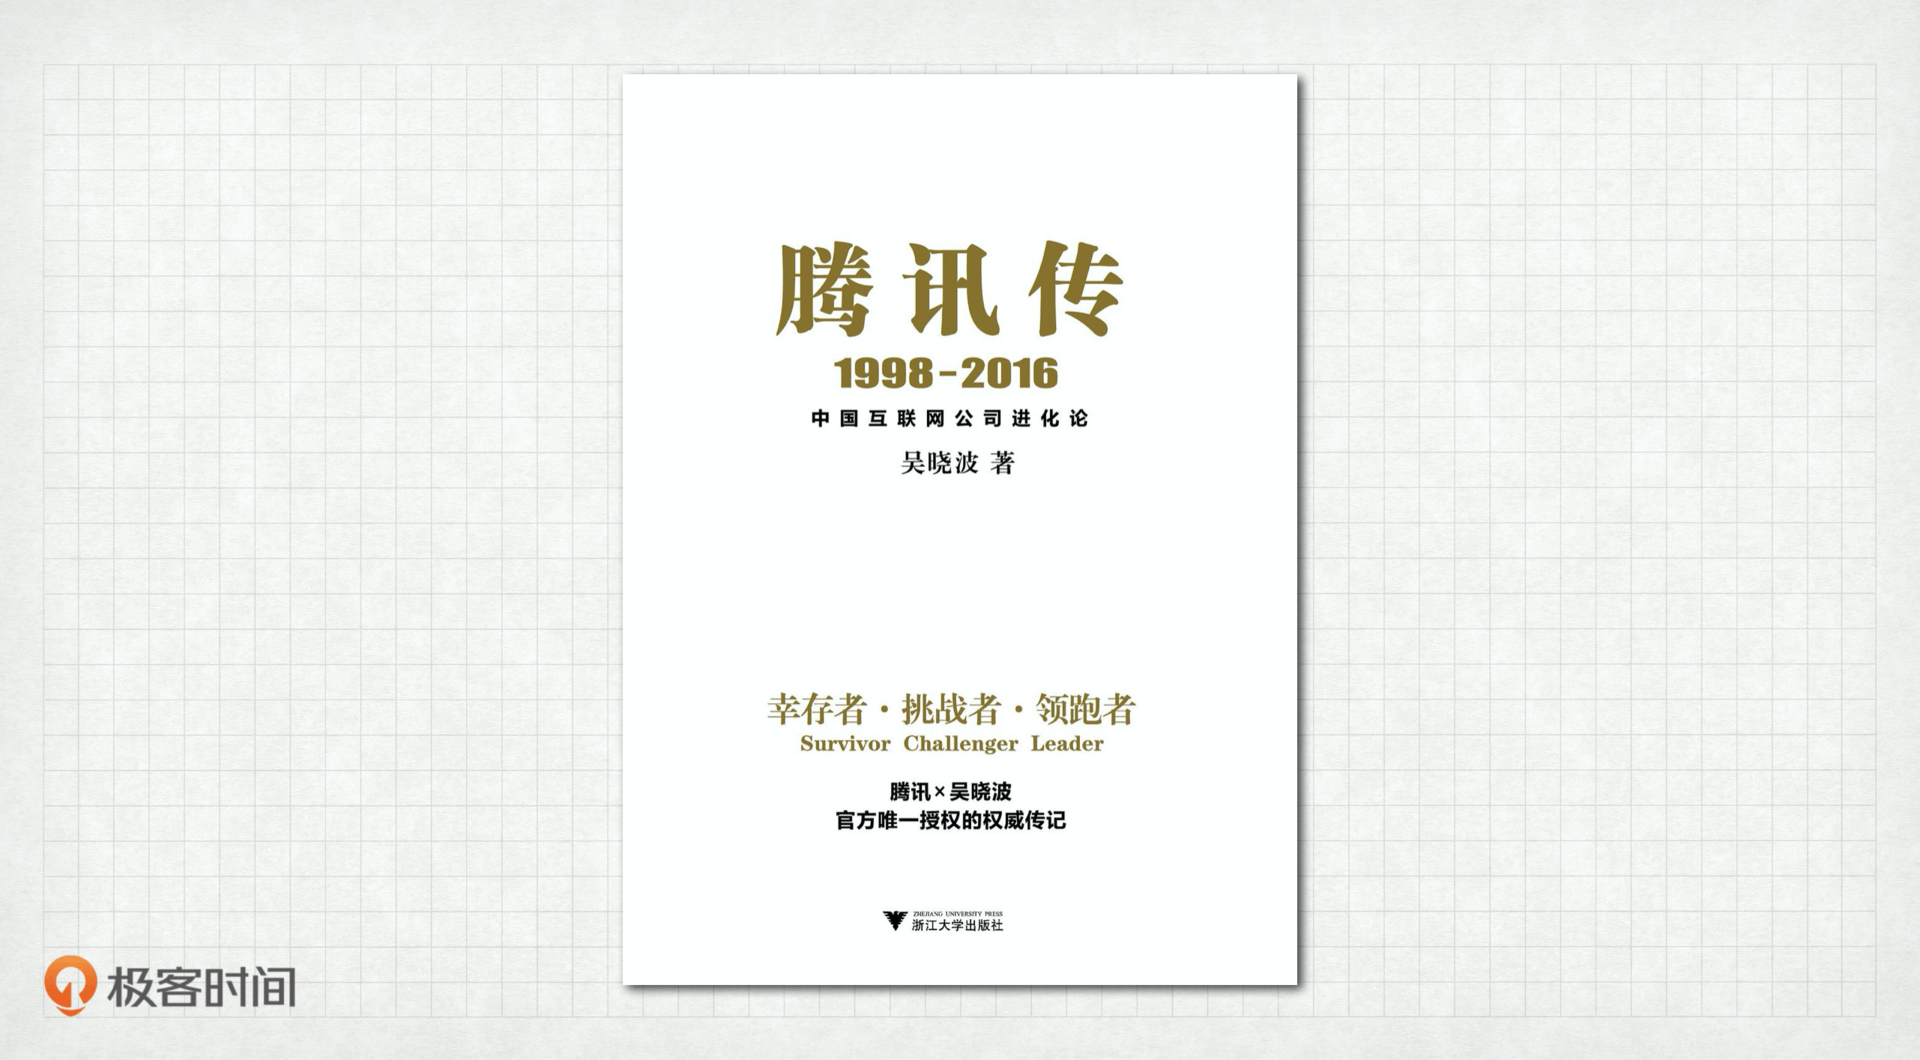 腾讯传
1998-2016
中国互联网公司进化论
吴晓波 著
幸存者·挑战者·领跑者
Survivor Challenger Leader
腾讯×吴晓波
官方唯一授权的权威传记
ZHEJIANG UNIVERSITY PRESS
浙江大学出版社
极客时间